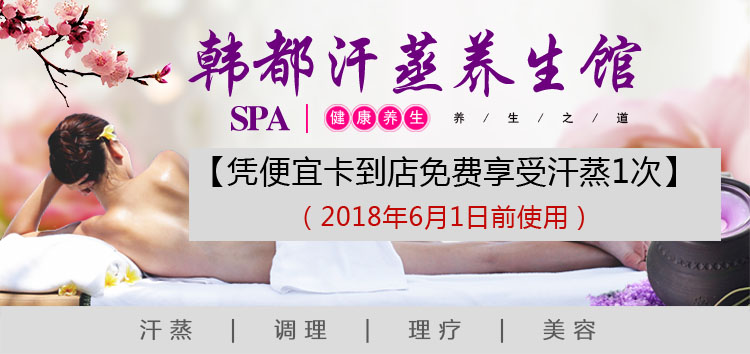 韩都汗蒸养生馆
SPA | 健康养生 养/生/之/道
【凭便宜卡到店免费享受汗蒸1次】
（2018年6月1日前使用）
汗蒸 | 调理 | 理疗 | 美容